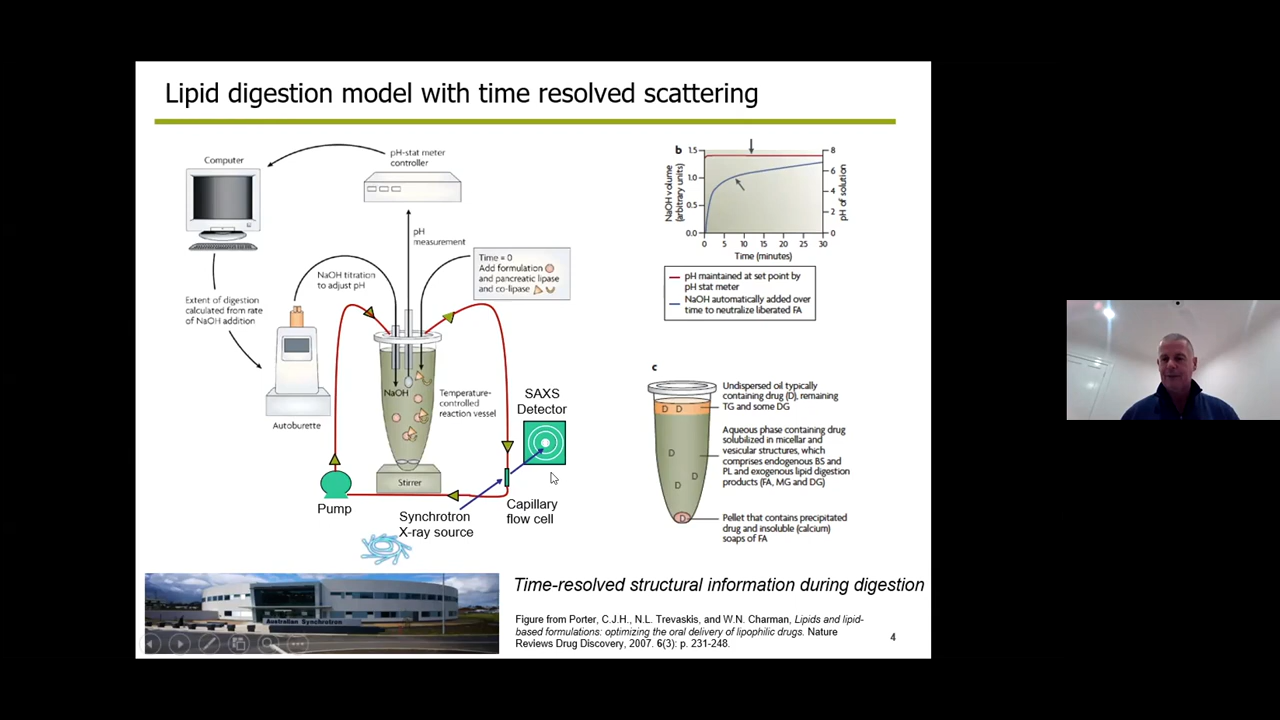 Lipid digestion model with time resolved scattering
Computer
pH-stat meter
controller
pH
measurement
Time = 0
Add formulation
and pancreatic lipase
and co-lipase
NaOH titration
to adjust pH
Extent of digestion
calculated from rate
of NaOH addition
NaOH
Temperature-
controlled
reaction vessel
Autoburette
Stirrer
SAXS
Detector
Pump
Synchrotron
X-ray source
Capillary
flow cell
b
1.5
1.0
0.5
0.0
NaOH volume
(arbitrary units)
8
6
4
2
0
pH of solution
0 5 10 15 20 25 30
Time (minutes)
pH maintained at set point by
pH stat meter
NaOH automatically added over
time to neutralize liberated FA
c
D D
D
D
D
D
Undispersed oil typically
containing drug (D), remaining
TG and some DG
Aqueous phase containing drug
solubilized in micellar and
vesicular structures, which
comprises endogenous BS and
PL and exogenous lipid digestion
products (FA, MG and DG)
Pellet that contains precipitated
drug and insoluble (calcium)
soaps of FA
Australian Synchrotron
Time-resolved structural information during digestion
Figure from Porter, C.J.H., N.L. Trevaskis, and W.N. Charman, Lipids and lipid-
based formulations: optimizing the oral delivery of lipophilic drugs. Nature
Reviews Drug Discovery, 2007. 6(3): p. 231-248.
4